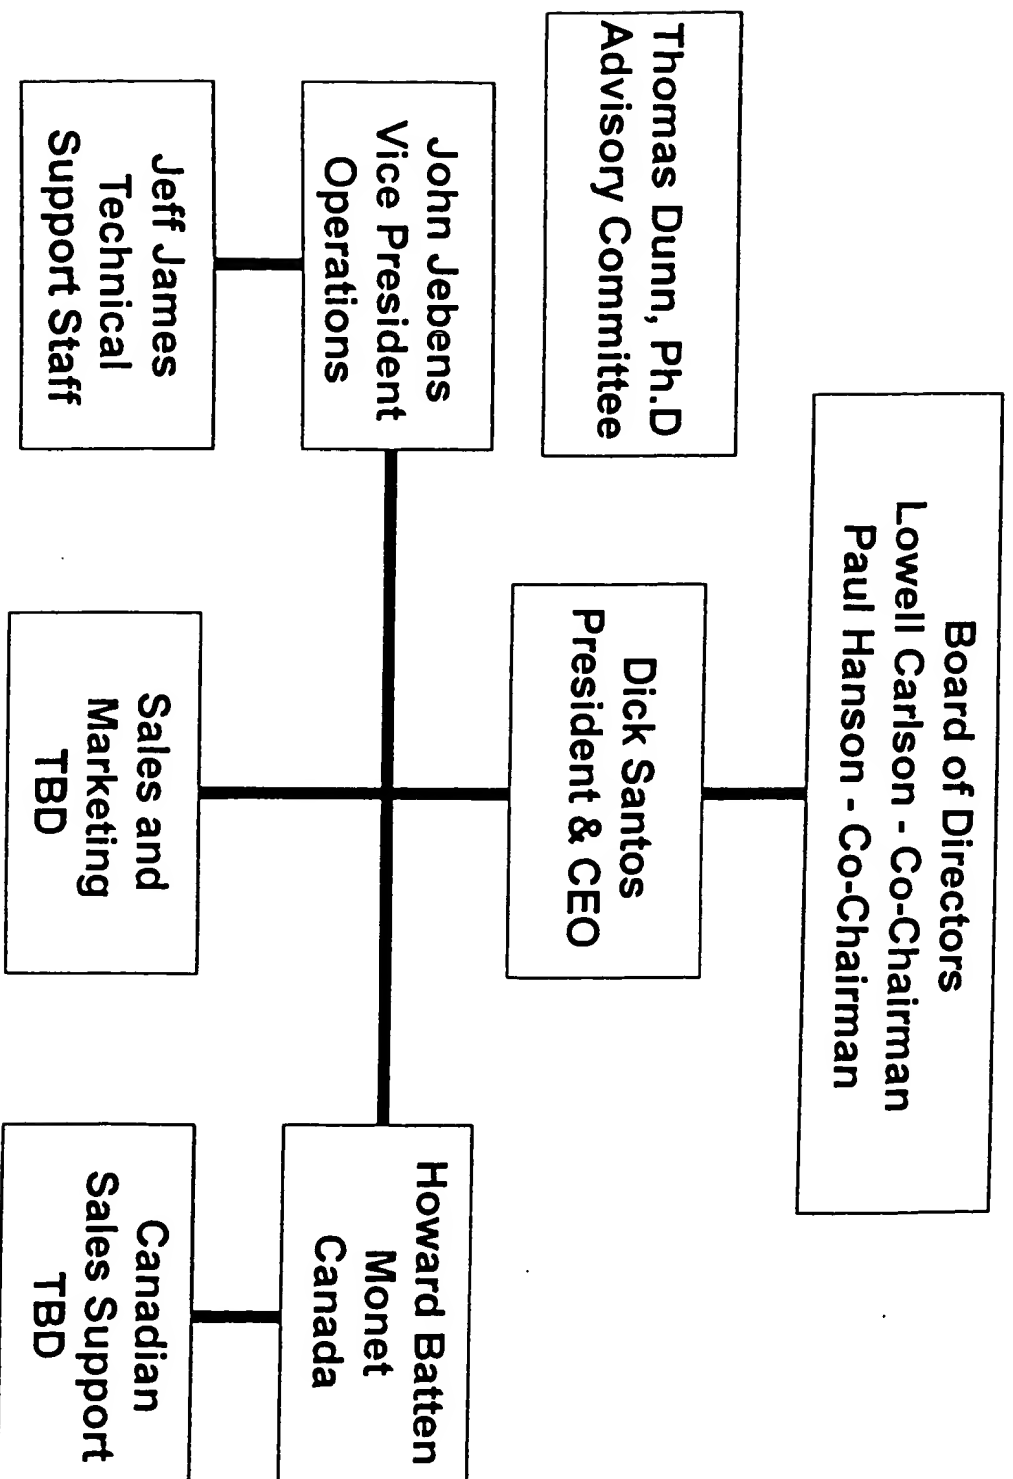 Board of Directors
Lowell Carlson - Co-Chairman
Paul Hanson - Co-Chairman
Thomas Dunn, Ph.D
Advisory Committee
Dick Santos
President & CEO
John Jebens
Vice President
Operations
Howard Batten
Monet
Canada
Jeff James
Technical
Support Staff
Sales and
Marketing
TBD
Canadian
Sales Support
TBD